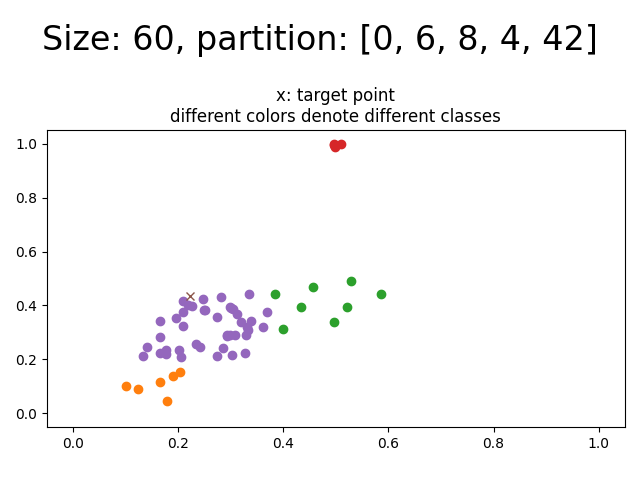 Size: 60, partition: [0, 6, 8, 4, 42]
x: target point
different colors denote different classes
1.0
0.8
0.6
0.4
0.2
0.0
0.0 0.2 0.4 0.6 0.8 1.0